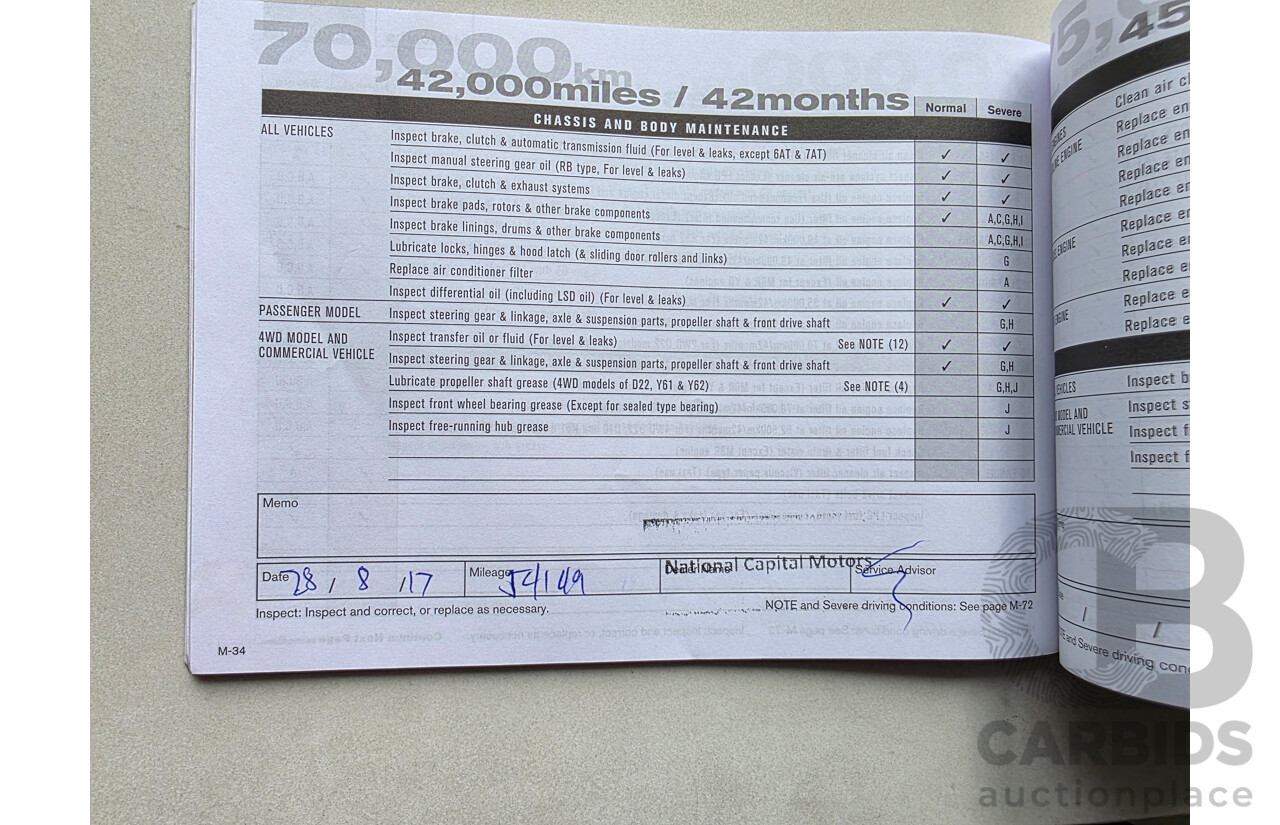 70,000km
42,000miles / 42months
Normal Severe
CHASSIS AND BODY MAINTENANCE
ALL VEHICLES Inspect brake, clutch & automatic transmission fluid (For level & leaks, except 6AT & 7AT) ✓ ✓
Inspect manual steering gear oil (RB type, For level & leaks) ✓ ✓
Inspect brake, clutch & exhaust systems ✓ ✓
Inspect brake pads, rotors & other brake components ✓ A,C,G,H,I
Inspect brake linings, drums & other brake components A,C,G,H,I
Lubricate locks, hinges & hood latch (& sliding door rollers and links) G
Replace air conditioner filter A
Inspect differential oil (including LSD oil) (For level & leaks) ✓ ✓
PASSENGER MODEL Inspect steering gear & linkage, axle & suspension parts, propeller shaft & front drive shaft G,H
4WD MODEL AND COMMERCIAL VEHICLE Inspect transfer oil or fluid (For level & leaks) See NOTE (12) ✓ ✓
Inspect steering gear & linkage, axle & suspension parts, propeller shaft & front drive shaft ✓ G,H
Lubricate propeller shaft grease (4WD models of D22, Y61 & Y62) See NOTE (4) G,H,J
Inspect front wheel bearing grease (Except for sealed type bearing) J
Inspect free-running hub grease J
Memo
Date 28 / 8 / 17 Mileage 54149 Dealer Name National Capital Motors Service Advisor
Inspect: Inspect and correct, or replace as necessary. NOTE and Severe driving conditions: See page M-72
M-34
45
Clean air cl
Replace en
Replace en
Replace en
Replace en
Replace er
Replace er
Replace e
Replace e
Replace e
Inspect b
Inspect s
Inspect f
Inspect f
/ /
and Severe driving con
CB
CARBIDS
auctionplace